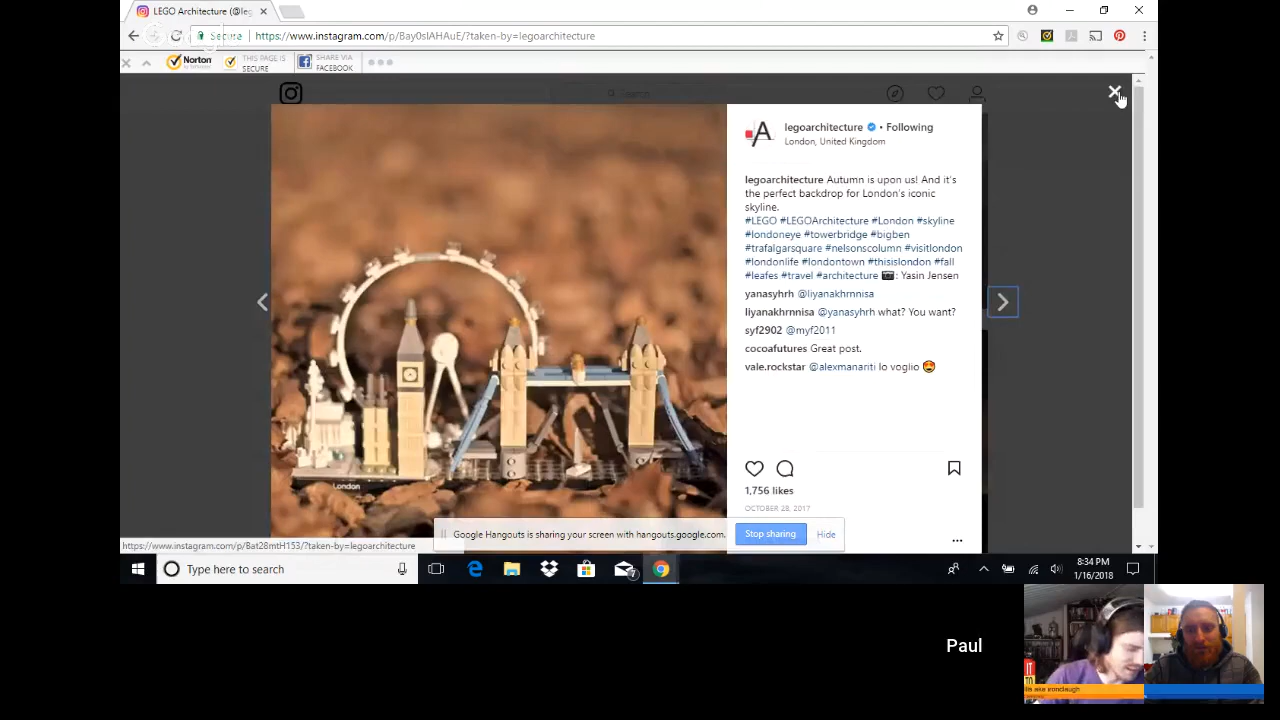 LEGO Architecture (@leg
Secure
https://www.instagram.com/p/Bay0slAHAuE/?taken-by=legoarchitecture
Norton
THIS PAGE IS
SECURE
SHARE VIA
FACEBOOK
Search
legoarchitecture • Following
London, United Kingdom
legoarchitecture Autumn is upon us! And it's
the perfect backdrop for London's iconic
skyline.
#LEGO #LEGOArchitecture #London #skyline
#londoneye #towerbridge #bigben
#trafalgarsquare #nelsonscolumn #visitlondon
#londonlife #londontown #thisislondon #fall
#leafes #travel #architecture 📷: Yasin Jensen
yanasyhrh @liyanakhrnnisa
liyanakhrnnisa @yanasyhrh what? You want?
syf2902 @myf2011
cocoafutures Great post.
vale.rockstar @alexmanariti lo voglio 😍
London
1,756 likes
OCTOBER 28, 2017
Google Hangouts is sharing your screen with hangouts.google.com.
Stop sharing
Hide
https://www.instagram.com/p/Bat28mtH153/?taken-by=legoarchitecture
Type here to search
7
8:34 PM
1/16/2018
Paul
IT
TO